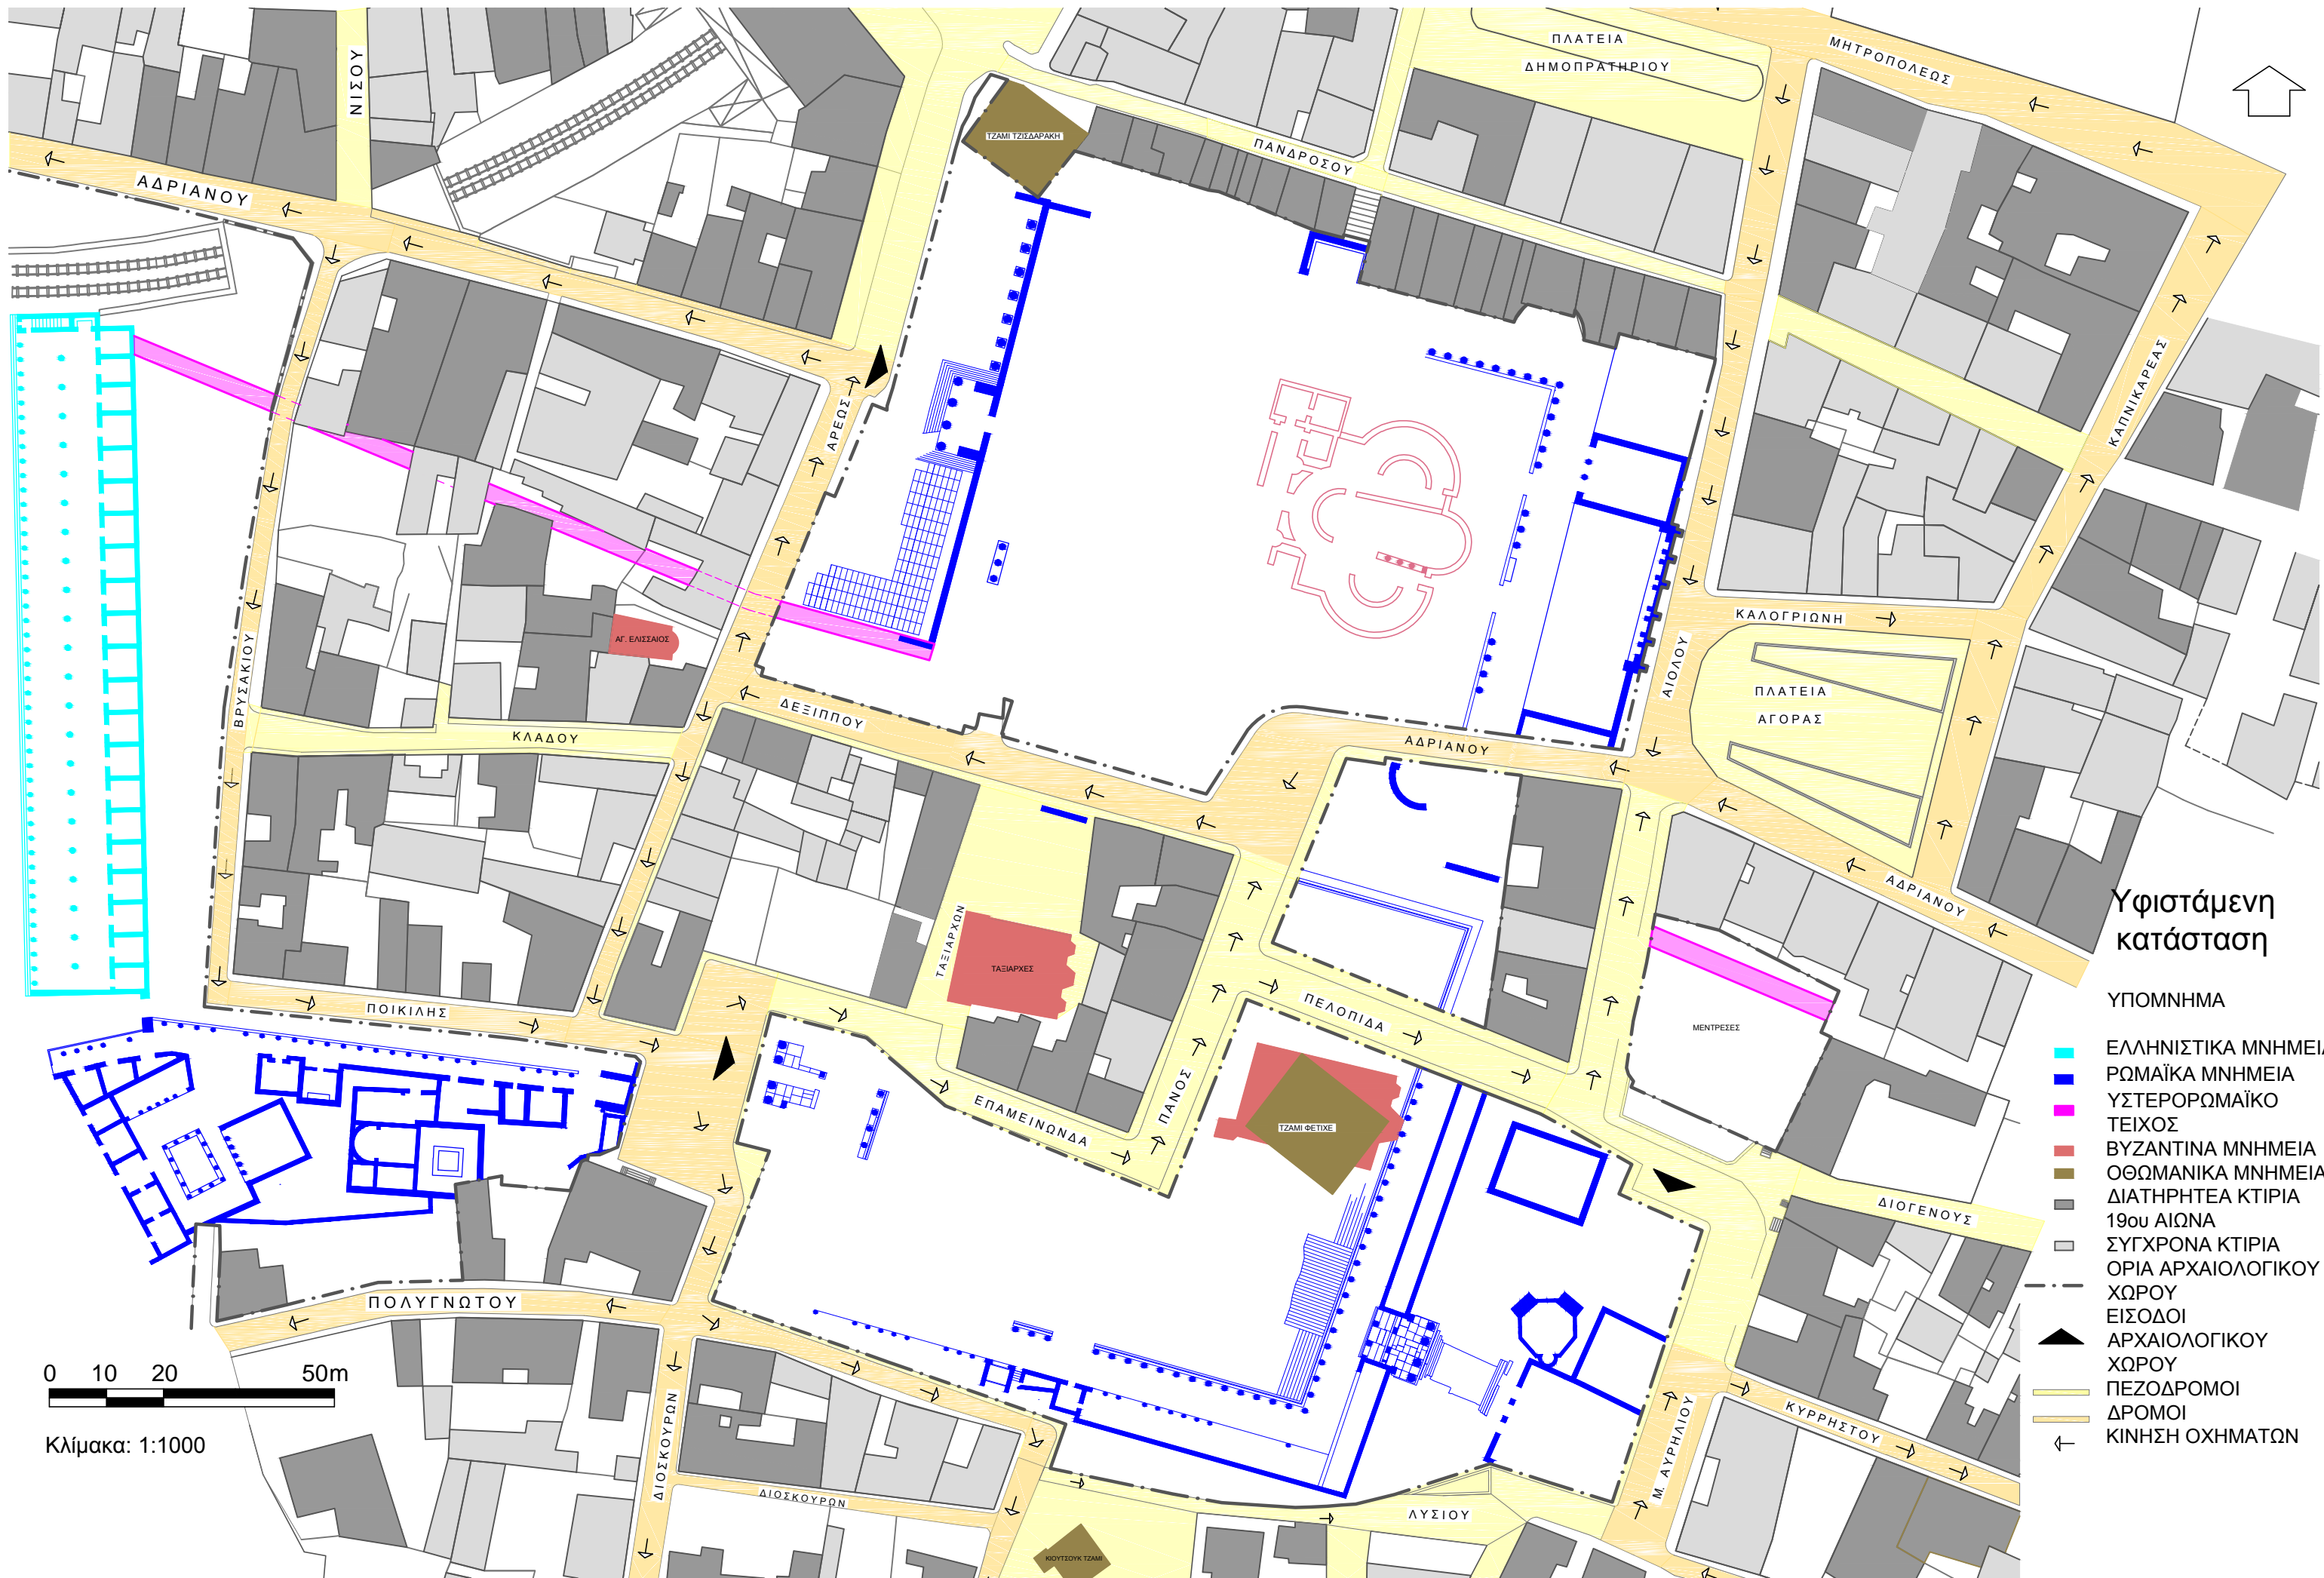 ΠΛΑΤΕΙΑ
ΔΗΜΟΠΡΑΤΗΡΙΟΥ
ΜΗΤΡΟΠΟΛΕΩΣ
ΝΙΣΟΥ
ΤΖΑΜΙ ΤΖΙΣΔΑΡΑΚΗ
ΠΑΝΔΡΟΣΟΥ
ΑΔΡΙΑΝΟΥ
ΚΑΠΝΙΚΑΡΕΑΣ
ΑΡΕΩΣ
ΑΓ. ΕΛΙΣΣΑΙΟΣ
ΒΡΥΣΑΚΙΟΥ
ΚΑΛΟΓΡΙΩΝΗ
ΑΙΟΛΟΥ
ΠΛΑΤΕΙΑ
ΑΓΟΡΑΣ
ΔΕΞΙΠΠΟΥ
ΚΛΑΔΟΥ
ΑΔΡΙΑΝΟΥ
ΑΔΡΙΑΝΟΥ
ΤΑΞΙΑΡΧΩΝ
ΤΑΞΙΑΡΧΕΣ
ΠΟΙΚΙΛΗΣ
ΠΕΛΟΠΙΔΑ
ΜΕΝΤΡΕΣΕΣ
ΕΠΑΜΕΙΝΩΝΔΑ
ΠΑΝΟΣ
ΤΖΑΜΙ ΦΕΤΙΧΕ
ΔΙΟΓΕΝΟΥΣ
ΠΟΛΥΓΝΩΤΟΥ
ΔΙΟΣΚΟΥΡΩΝ
ΔΙΟΣΚΟΥΡΩΝ
Μ. ΑΥΡΗΛΙΟΥ
ΚΥΡΡΗΣΤΟΥ
ΛΥΣΙΟΥ
ΚΙΟΥΤΣΟΥΚ ΤΖΑΜΙ
0 10 20 50m
Κλίμακα: 1:1000
Υφιστάμενη
κατάσταση
ΥΠΟΜΝΗΜΑ
ΕΛΛΗΝΙΣΤΙΚΑ ΜΝΗΜΕΙΑ
ΡΩΜΑΪΚΑ ΜΝΗΜΕΙΑ
ΥΣΤΕΡΟΡΩΜΑΪΚΟ
ΤΕΙΧΟΣ
ΒΥΖΑΝΤΙΝΑ ΜΝΗΜΕΙΑ
ΟΘΩΜΑΝΙΚΑ ΜΝΗΜΕΙΑ
ΔΙΑΤΗΡΗΤΕΑ ΚΤΙΡΙΑ
19ου ΑΙΩΝΑ
ΣΥΓΧΡΟΝΑ ΚΤΙΡΙΑ
ΟΡΙΑ ΑΡΧΑΙΟΛΟΓΙΚΟΥ
ΧΩΡΟΥ
ΕΙΣΟΔΟΙ
ΑΡΧΑΙΟΛΟΓΙΚΟΥ
ΧΩΡΟΥ
ΠΕΖΟΔΡΟΜΟΙ
ΔΡΟΜΟΙ
ΚΙΝΗΣΗ ΟΧΗΜΑΤΩΝ